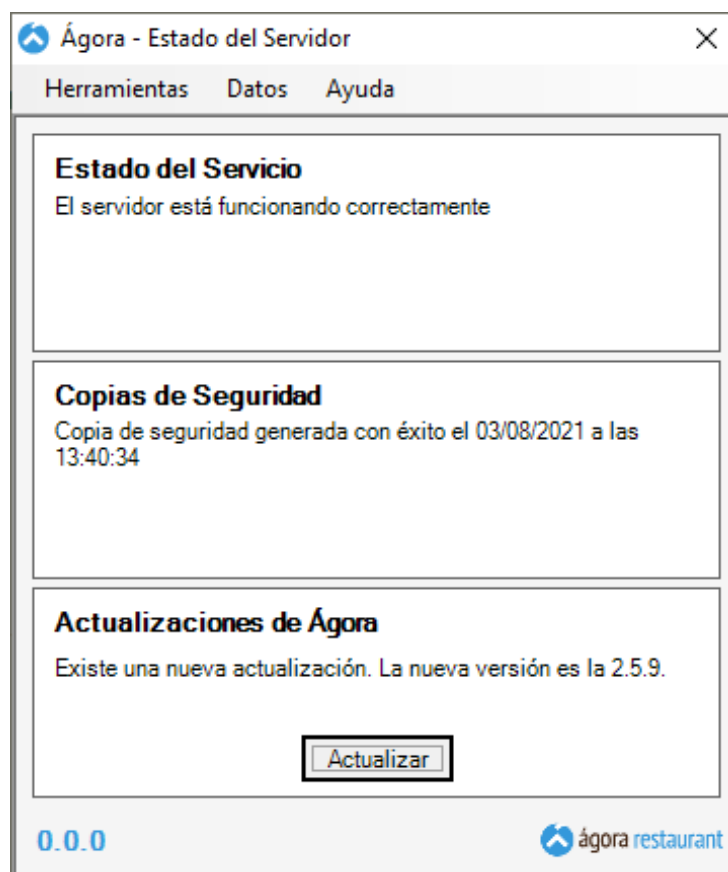 Ágora - Estado del Servidor
Herramientas Datos Ayuda
Estado del Servicio
El servidor está funcionando correctamente
Copias de Seguridad
Copia de seguridad generada con éxito el 03/08/2021 a las
13:40:34
Actualizaciones de Ágora
Existe una nueva actualización. La nueva versión es la 2.5.9.
Actualizar
0.0.0 ágora restaurant